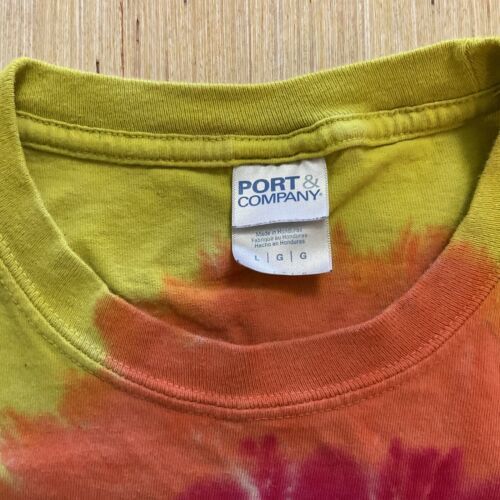 PORT &
COMPANY®
Made in Honduras
Fabriqué au Honduras
Hecho en Honduras
L | G | G